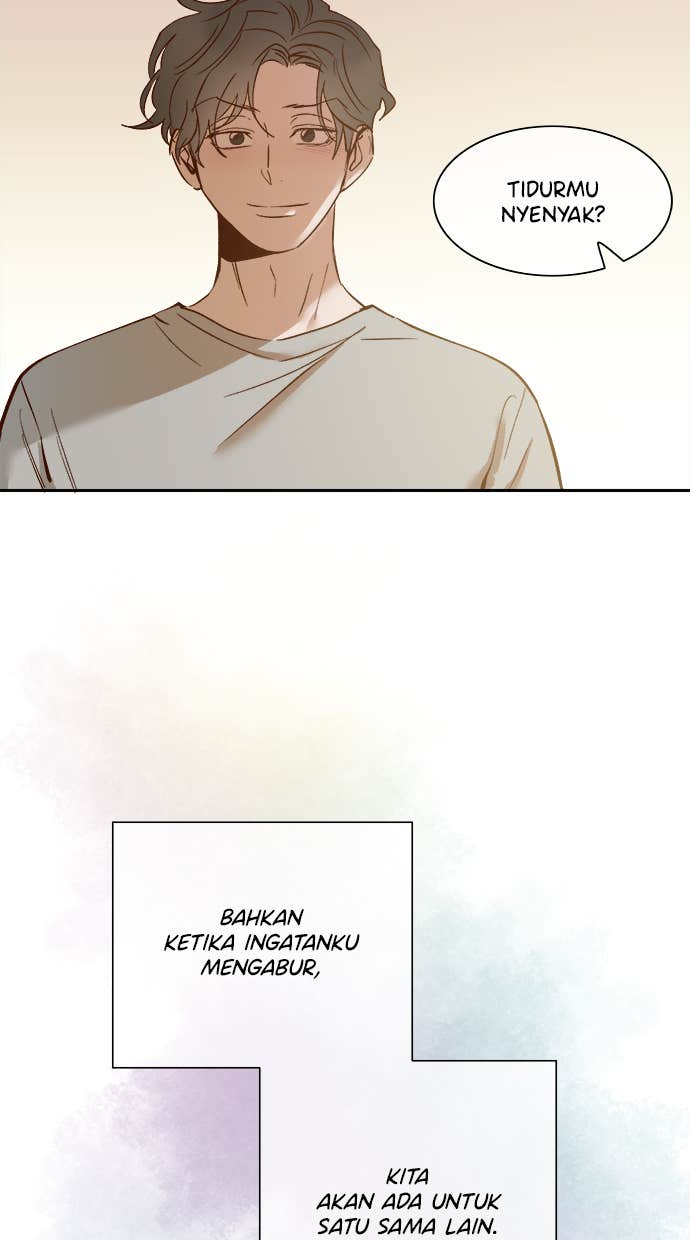 TIDURMU
NYENYAK?
BAHKAN
KETIKA INGATANKU
MENGABUR,
KITA
AKAN ADA UNTUK
SATU SAMA LAIN.